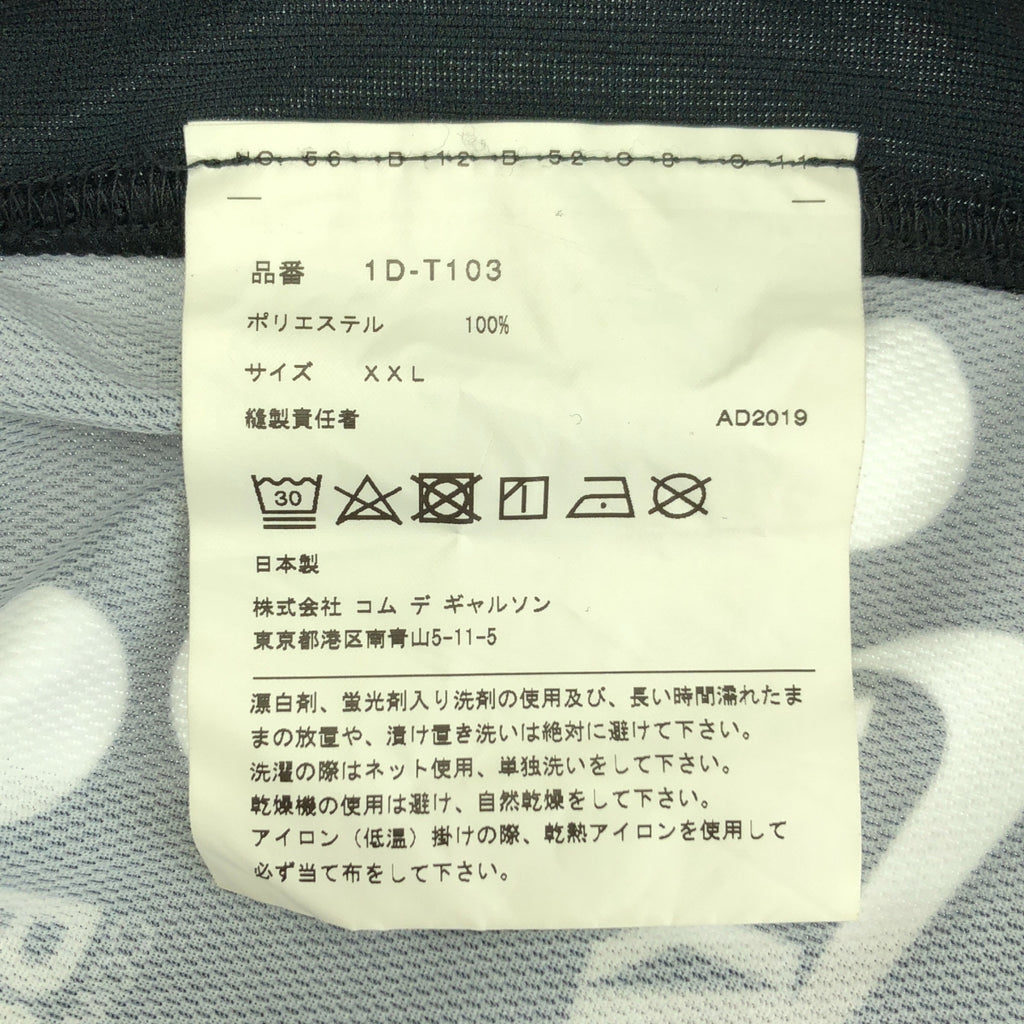 品番 1D-T103
ポリエステル 100%
サイズ XXL
縫製責任者 AD2019
30
日本製
株式会社 コム デ ギャルソン
東京都港区南青山5-11-5
漂白剤、蛍光剤入り洗剤の使用及び、長い時間濡れたま
まの放置や、漬け置き洗いは絶対に避けて下さい。
洗濯の際はネット使用、単独洗いをして下さい。
乾燥機の使用は避け、自然乾燥をして下さい。
アイロン（低温）掛けの際、乾熱アイロンを使用して
必ず当て布をして下さい。